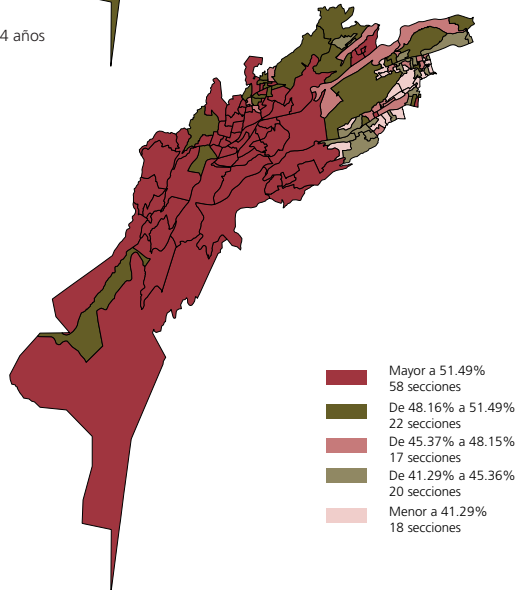 4 años
Mayor a 51.49%
58 secciones
De 48.16% a 51.49%
22 secciones
De 45.37% a 48.15%
17 secciones
De 41.29% a 45.36%
20 secciones
Menor a 41.29%
18 secciones